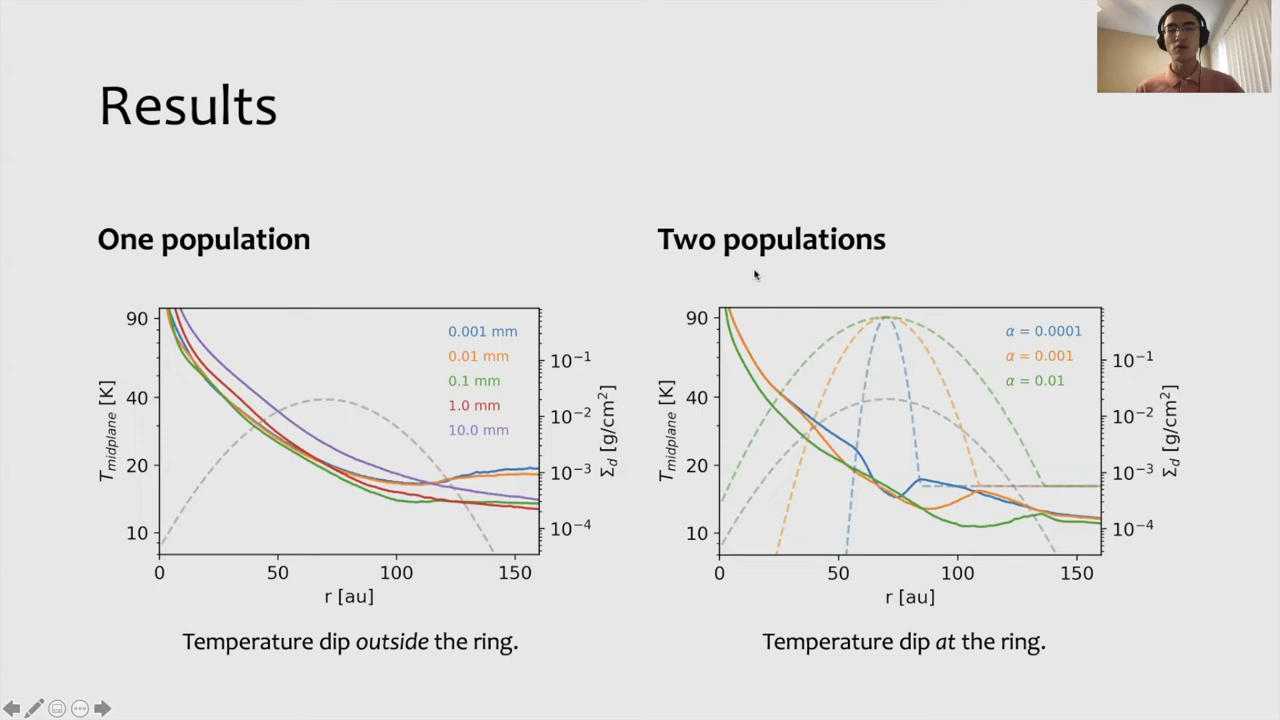 Results
One population
Two populations
90
40
20
10
T_midplane [K]
0.001 mm
0.01 mm
0.1 mm
1.0 mm
10.0 mm
10⁻¹
10⁻²
10⁻³
10⁻⁴
Σ_d [g/cm²]
0 50 100 150
r [au]
Temperature dip outside the ring.
90
40
20
10
T_midplane [K]
α = 0.0001
α = 0.001
α = 0.01
10⁻¹
10⁻²
10⁻³
10⁻⁴
Σ_d [g/cm²]
0 50 100 150
r [au]
Temperature dip at the ring.